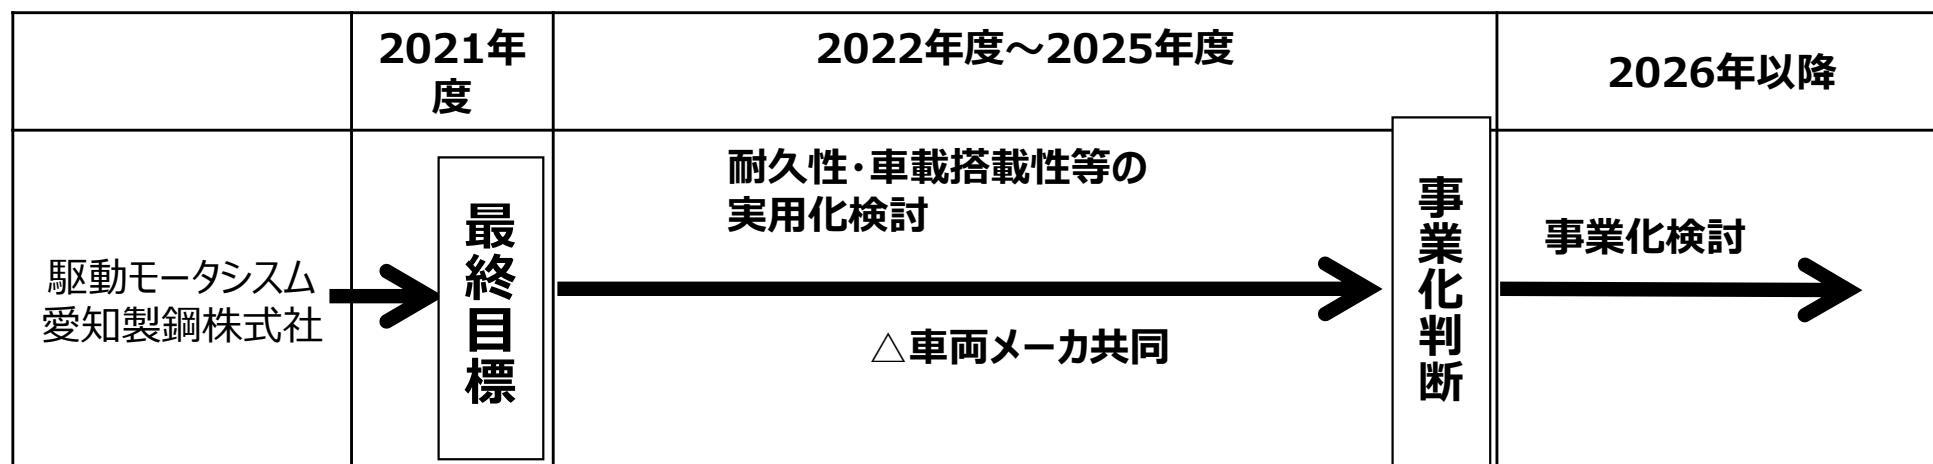 2021年
度
2022年度～2025年度
2026年以降
駆動モータシスム
愛知製鋼株式社
最終目標
耐久性・車載搭載性等の
実用化検討
△車両メーカ共同
事業化判断
事業化検討